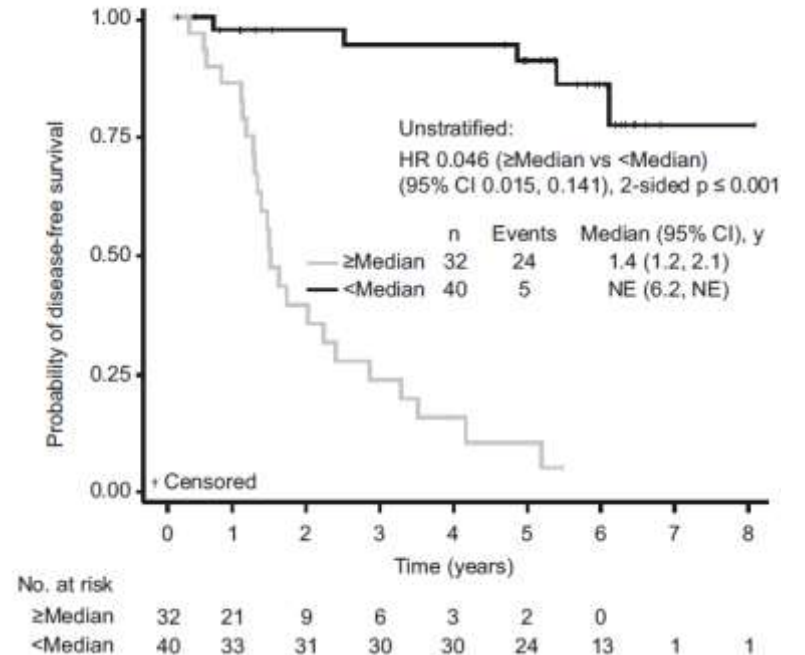 Probability of disease-free survival
1.00
0.75
0.50
0.25
0.00
Unstratified:
HR 0.046 (≥Median vs <Median)
(95% CI 0.015, 0.141), 2-sided p ≤ 0.001
n Events Median (95% CI), y
≥Median 32 24 1.4 (1.2, 2.1)
<Median 40 5 NE (6.2, NE)
† Censored
0 1 2 3 4 5 6 7 8
Time (years)
No. at risk
≥Median 32 21 9 6 3 2 0
<Median 40 33 31 30 30 24 13 1 1